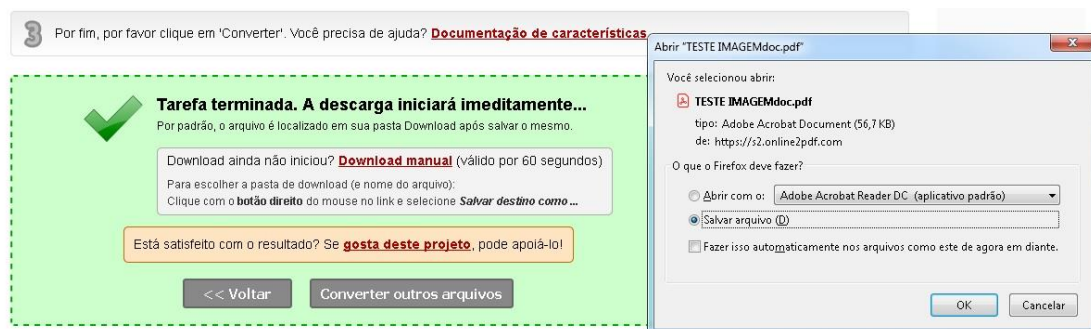 3 Por fim, por favor clique em 'Converter'. Você precisa de ajuda? Documentação de características.
Tarefa terminada. A descarga iniciará imeditamente...
Por padrão, o arquivo é localizado em sua pasta Download após salvar o mesmo.
Download ainda não iniciou? Download manual (válido por 60 segundos)
Para escolher a pasta de download (e nome do arquivo):
Clique com o botão direito do mouse no link e selecione Salvar destino como ...
Está satisfeito com o resultado? Se gosta deste projeto, pode apoiá-lo!
<< Voltar
Converter outros arquivos
Abrir "TESTE IMAGEMdoc.pdf"
Você selecionou abrir:
TESTE IMAGEMdoc.pdf
tipo: Adobe Acrobat Document (56,7 KB)
de: https://s2.online2pdf.com
O que o Firefox deve fazer?
Abrir com o: Adobe Acrobat Reader DC (aplicativo padrão)
Salvar arquivo (D)
Fazer isso automaticamente nos arquivos como este de agora em diante.
OK
Cancelar